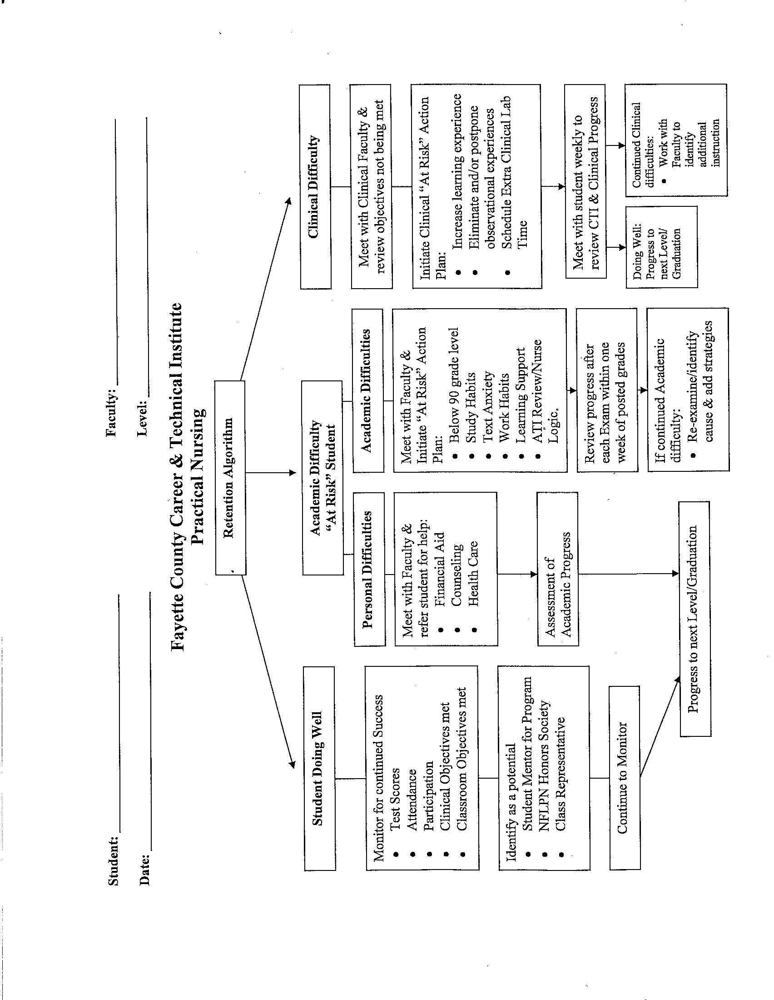 Student:
Faculty:
Date:
Level:
Fayette County Career & Technical Institute
Practical Nursing
Retention Algorithm
Student Doing Well
Monitor for continued Success
• Test Scores
• Attendance
• Participation
• Clinical Objectives met
• Classroom Objectives met
Identify as a potential
• Student Mentor for Program
• NFLPN Honors Society
• Class Representative
Continue to Monitor
Academic Difficulty
“At Risk” Student
Personal Difficulties
Meet with Faculty &
refer student for help:
• Financial Aid
• Counseling
• Health Care
Assessment of
Academic Progress
Progress to next Level/Graduation
Academic Difficulties
Meet with Faculty &
Initiate “At Risk” Action
Plan:
• Below 90 grade level
• Study Habits
• Text Anxiety
• Work Habits
• Learning Support
• ATI Review/Nurse
Logic.
Review progress after
each Exam within one
week of posted grades
If continued Academic
difficulty:
• Re-examine/identify
cause & add strategies
Clinical Difficulty
Meet with Clinical Faculty &
review objectives not being met
Initiate Clinical “At Risk” Action
Plan:
• Increase learning experience
• Eliminate and/or postpone
observational experiences
• Schedule Extra Clinical Lab
Time
Meet with student weekly to
review CTI & Clinical Progress
Doing Well:
Progress to
next Level/
Graduation
Continued Clinical
difficulties:
• Work with
Faculty to
identify
additional
instruction